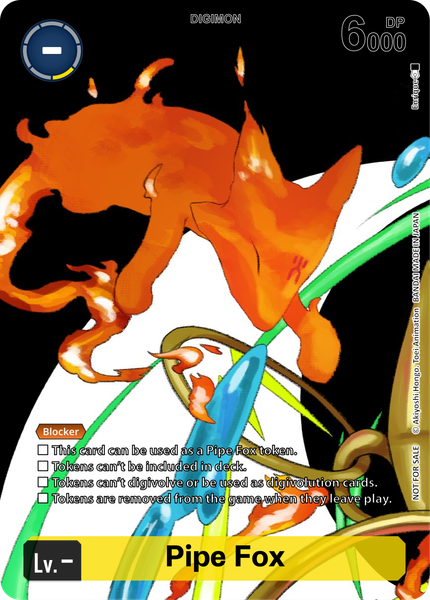 DIGIMON
-
DP
6000
Enrique
Blocker
This card can be used as a Pipe Fox token.
Tokens can't be included in deck.
Tokens can't digivolve or be used as digivolution cards.
Tokens are removed from the game when they leave play.
Lv.-
Pipe Fox
© Akiyoshi Hongo, Toei Animation BANDAI MADE IN JAPAN
NOT FOR SALE